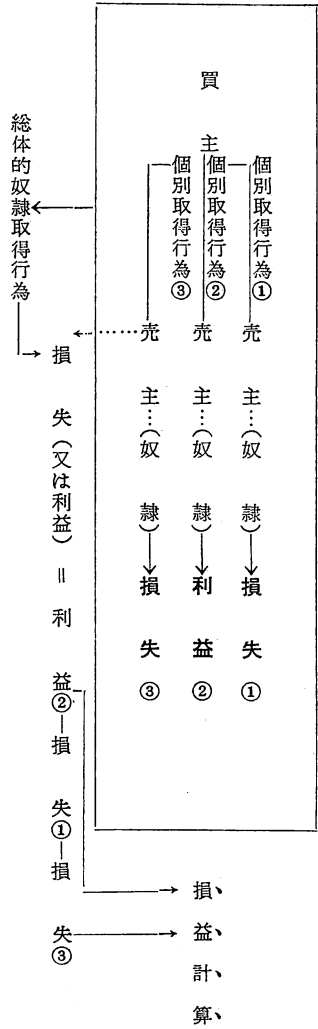 買主
個別取得行為①
個別取得行為②
個別取得行為③
売主…(奴隷)→損失①
売主…(奴隷)→利益②
売主…(奴隷)→損失③
総体的奴隷取得行為
損失(又は利益)=利益②-損失①-損失③
損益計算